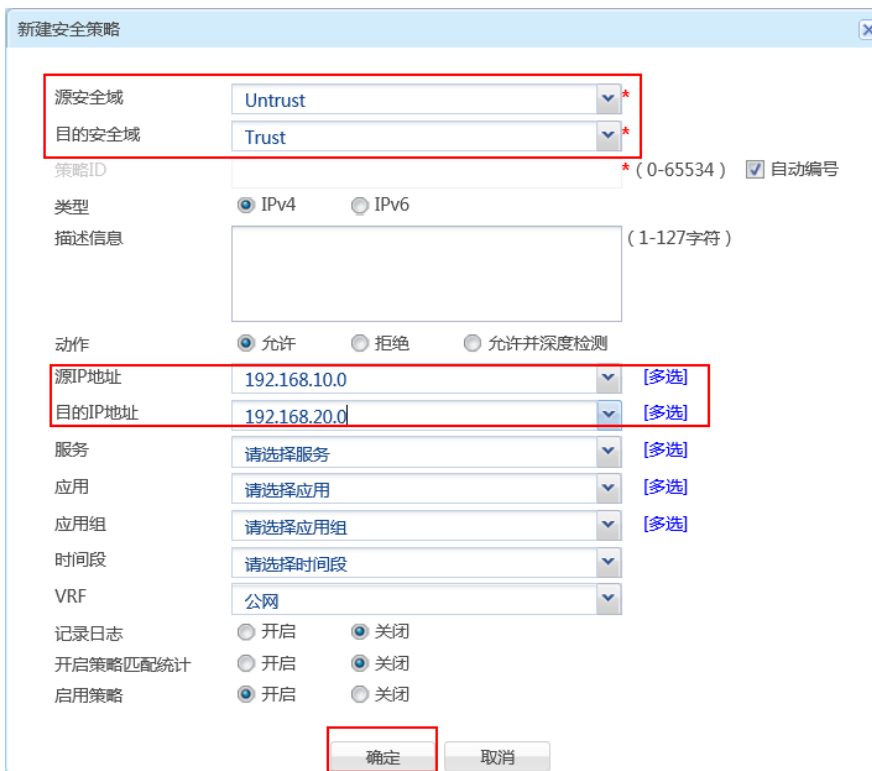 新建安全策略
源安全域 Untrust *
目的安全域 Trust *
策略ID * (0-65534) 自动编号
类型 IPv4 IPv6
描述信息 (1-127字符)
动作 允许 拒绝 允许并深度检测
源IP地址 192.168.10.0 [多选]
目的IP地址 192.168.20.0 [多选]
服务 请选择服务 [多选]
应用 请选择应用 [多选]
应用组 请选择应用组 [多选]
时间段 请选择时间段
VRF 公网
记录日志 开启 关闭
开启策略匹配统计 开启 关闭
启用策略 开启 关闭
确定 取消